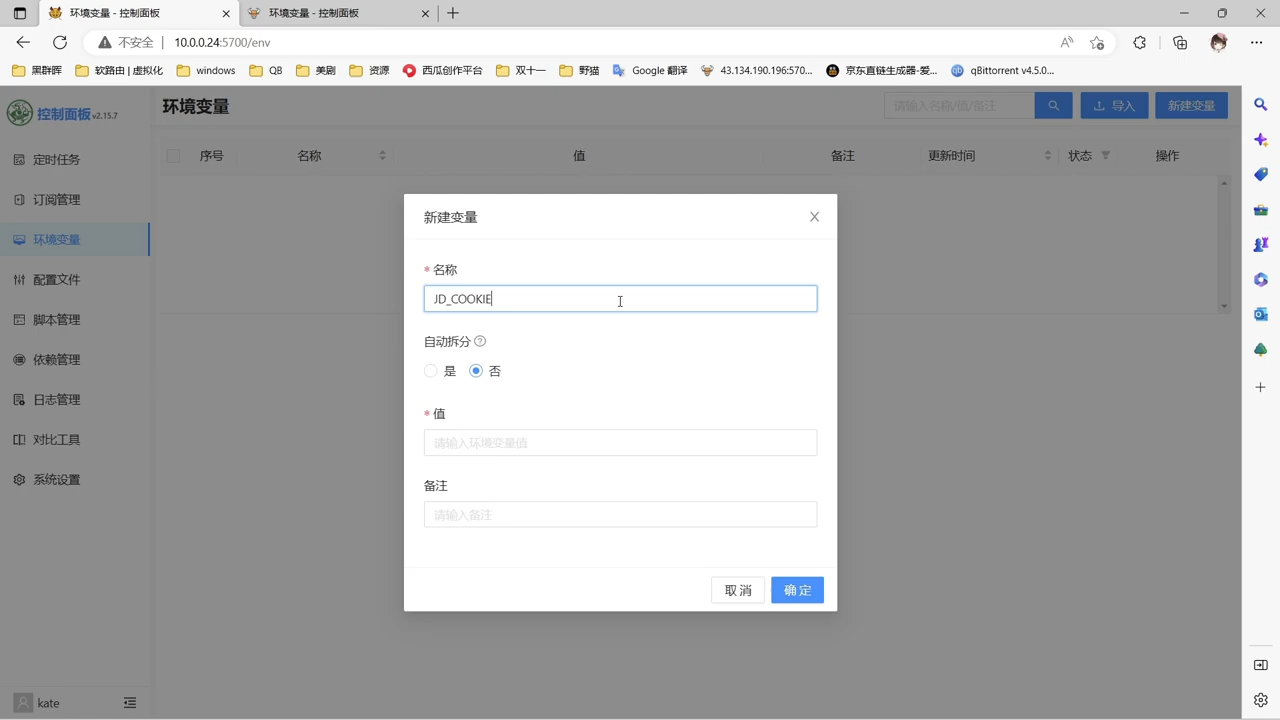 环境变量 - 控制面板
环境变量 - 控制面板
不安全 10.0.0.24:5700/env
黑群晖 软路由 | 虚拟化 windows QB 美剧 资源 西瓜创作平台 双十一 野猫 Google 翻译 43.134.190.196:570... 京东直链生成器-爱... qBittorrent v4.5.0...
控制面板 v2.15.7
环境变量
请输入名称/值/备注
导入
新建变量
定时任务
订阅管理
环境变量
配置文件
脚本管理
依赖管理
日志管理
对比工具
系统设置
kate
序号 名称 值 备注 更新时间 状态 操作
新建变量
* 名称
JD_COOKIE
自动拆分
是 否
* 值
请输入环境变量值
备注
请输入备注
取 消 确 定